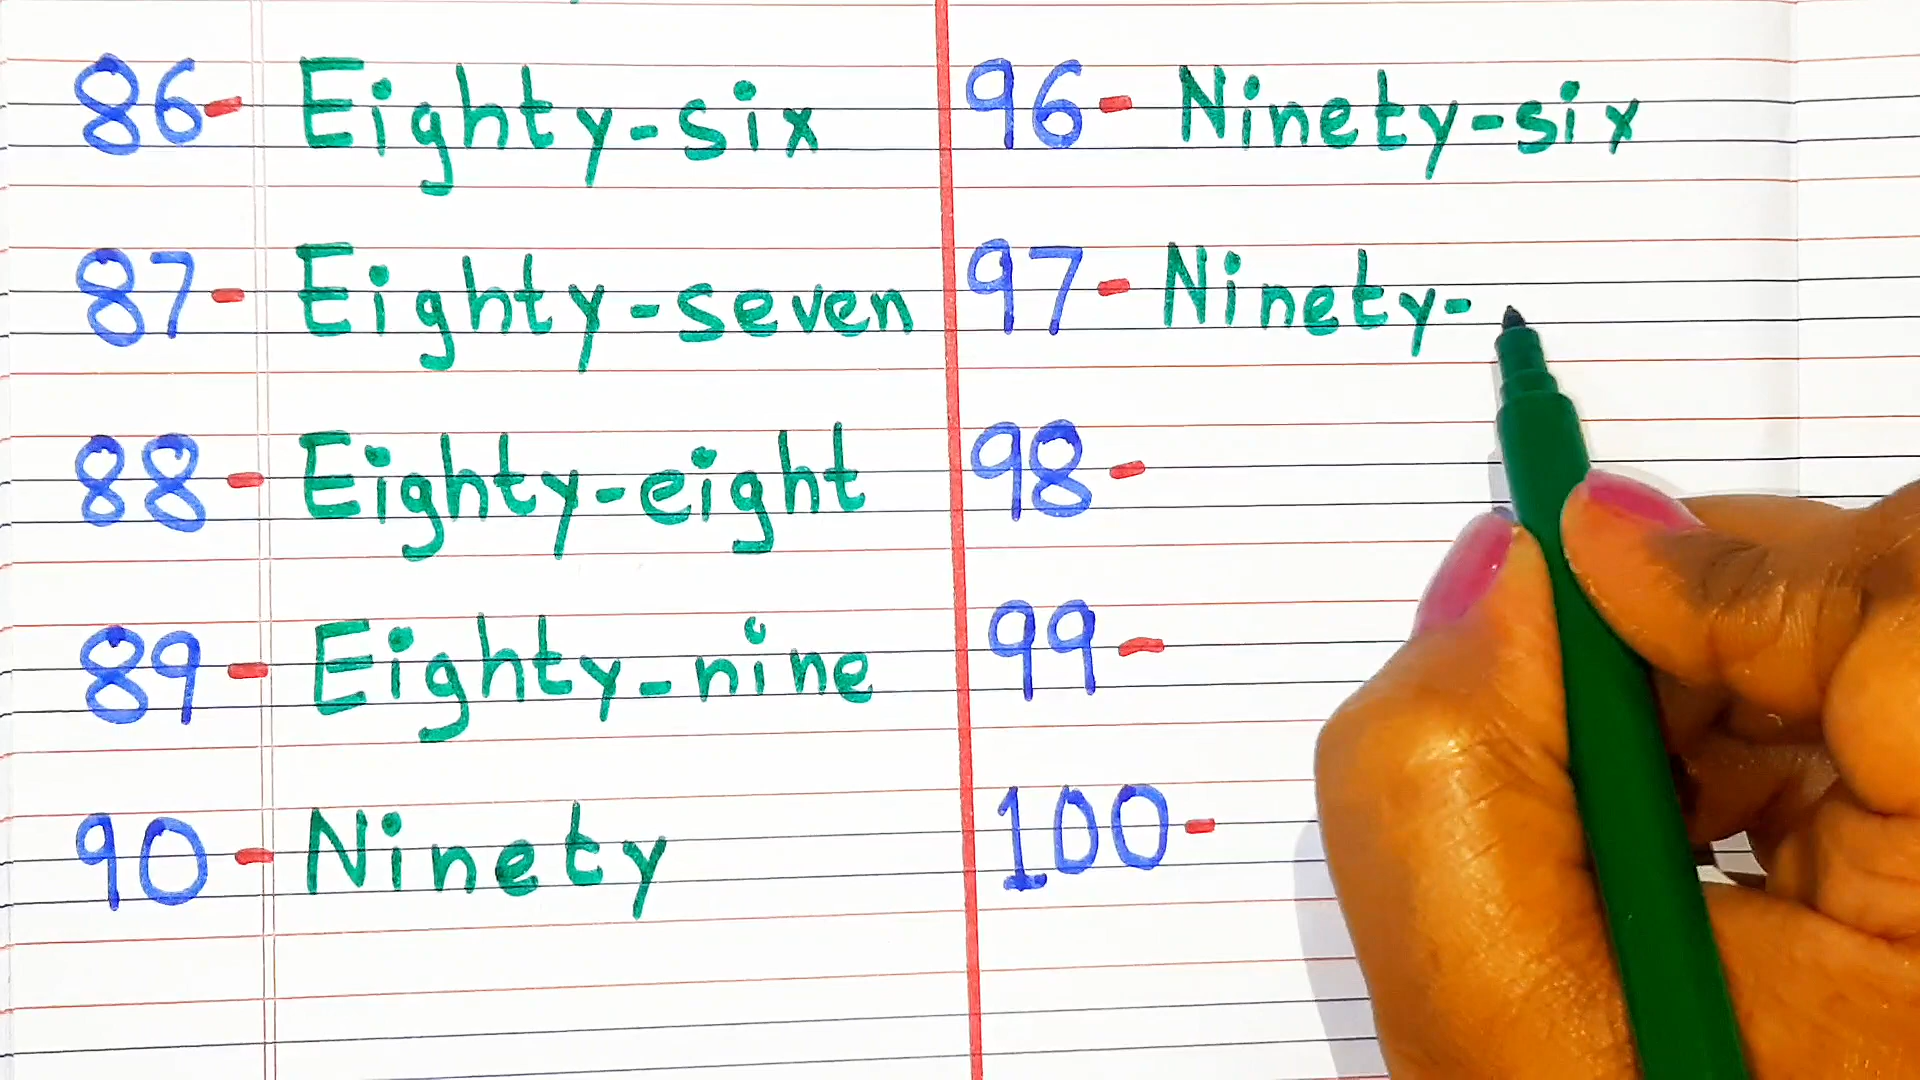 86- Eighty-six
87- Eighty-seven
88- Eighty-eight
89- Eighty-nine
90- Ninety
96- Ninety-six
97- Ninety-
98-
99-
100-